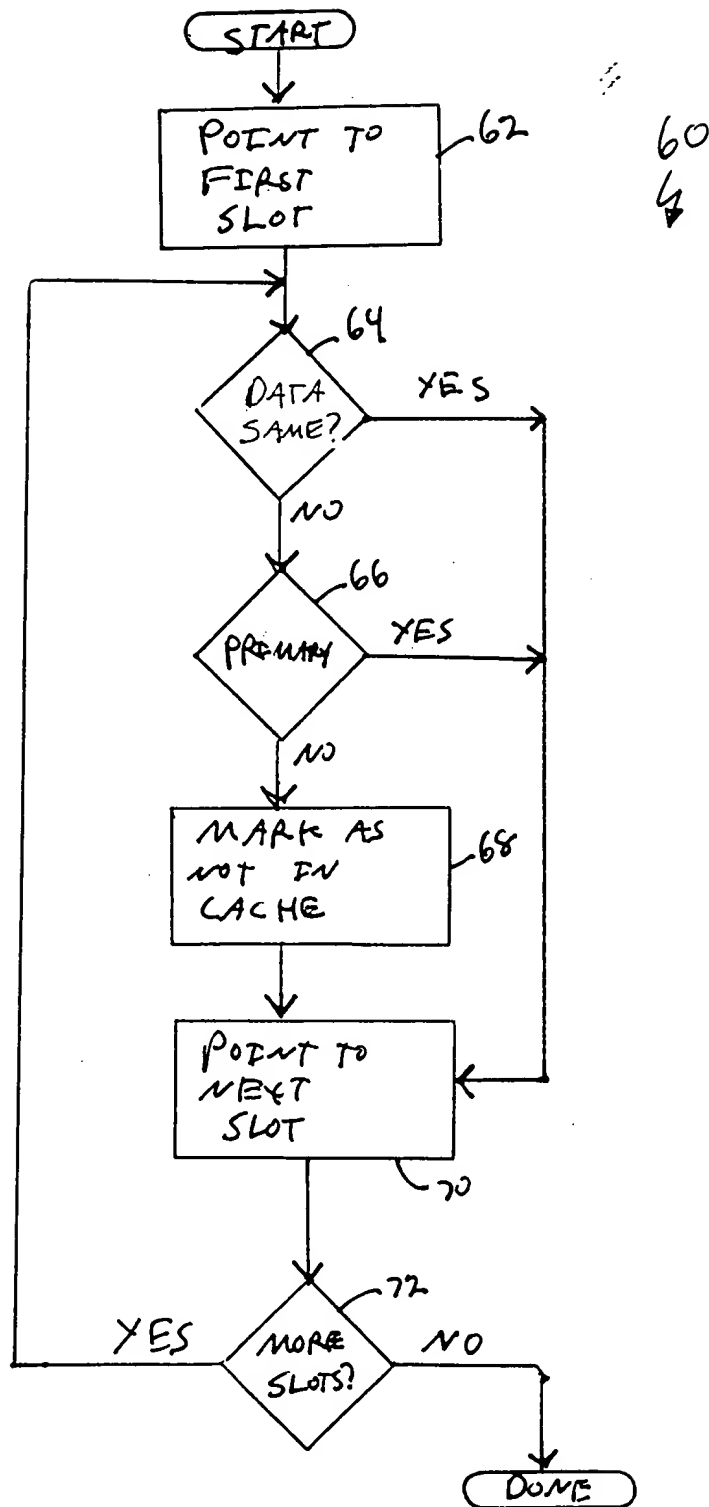 START
POINT TO
FIRST
SLOT
62
60
64
DATA
SAME?
YES
NO
66
PRIMARY
YES
NO
MARK AS
NOT IN
CACHE
68
POINT TO
NEXT
SLOT
70
72
YES
MORE
SLOTS?
NO
DONE